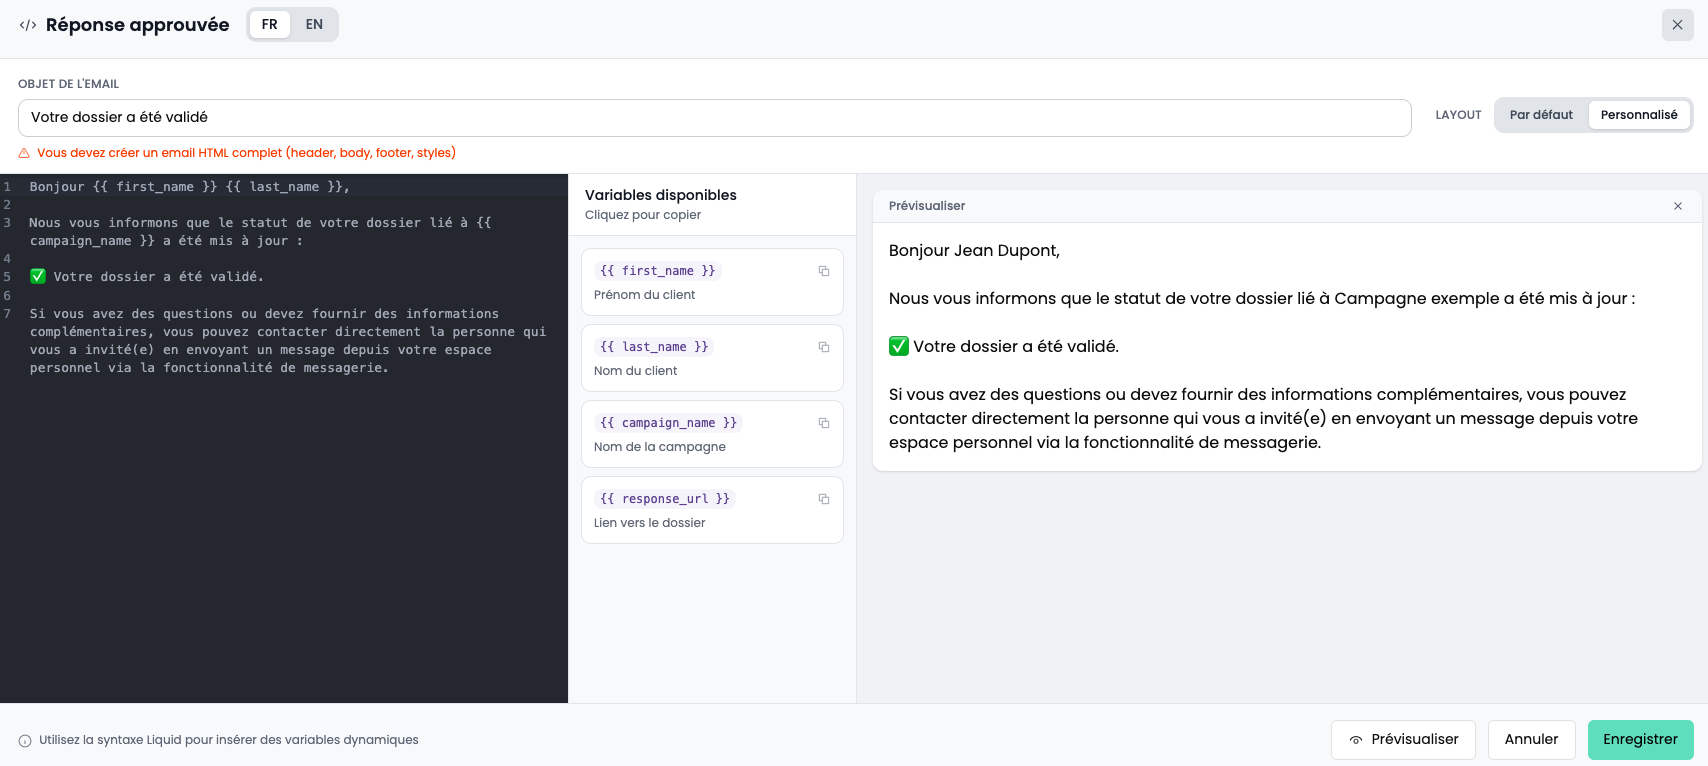 </> Réponse approuvée FR EN
OBJET DE L'EMAIL
Votre dossier a été validé
LAYOUT Par défaut Personnalisé
Vous devez créer un email HTML complet (header, body, footer, styles)
1 Bonjour {{ first_name }} {{ last_name }},
2
3 Nous vous informons que le statut de votre dossier lié à {{
campaign_name }} a été mis à jour :
4
5 ✅ Votre dossier a été validé.
6
7 Si vous avez des questions ou devez fournir des informations
complémentaires, vous pouvez contacter directement la personne qui
vous a invité(e) en envoyant un message depuis votre espace
personnel via la fonctionnalité de messagerie.
Variables disponibles
Cliquez pour copier
{{ first_name }}
Prénom du client
{{ last_name }}
Nom du client
{{ campaign_name }}
Nom de la campagne
{{ response_url }}
Lien vers le dossier
Prévisualiser
Bonjour Jean Dupont,
Nous vous informons que le statut de votre dossier lié à Campagne exemple a été mis à jour :
✅ Votre dossier a été validé.
Si vous avez des questions ou devez fournir des informations complémentaires, vous pouvez
contacter directement la personne qui vous a invité(e) en envoyant un message depuis votre
espace personnel via la fonctionnalité de messagerie.
Utilisez la syntaxe Liquid pour insérer des variables dynamiques
Prévisualiser
Annuler
Enregistrer